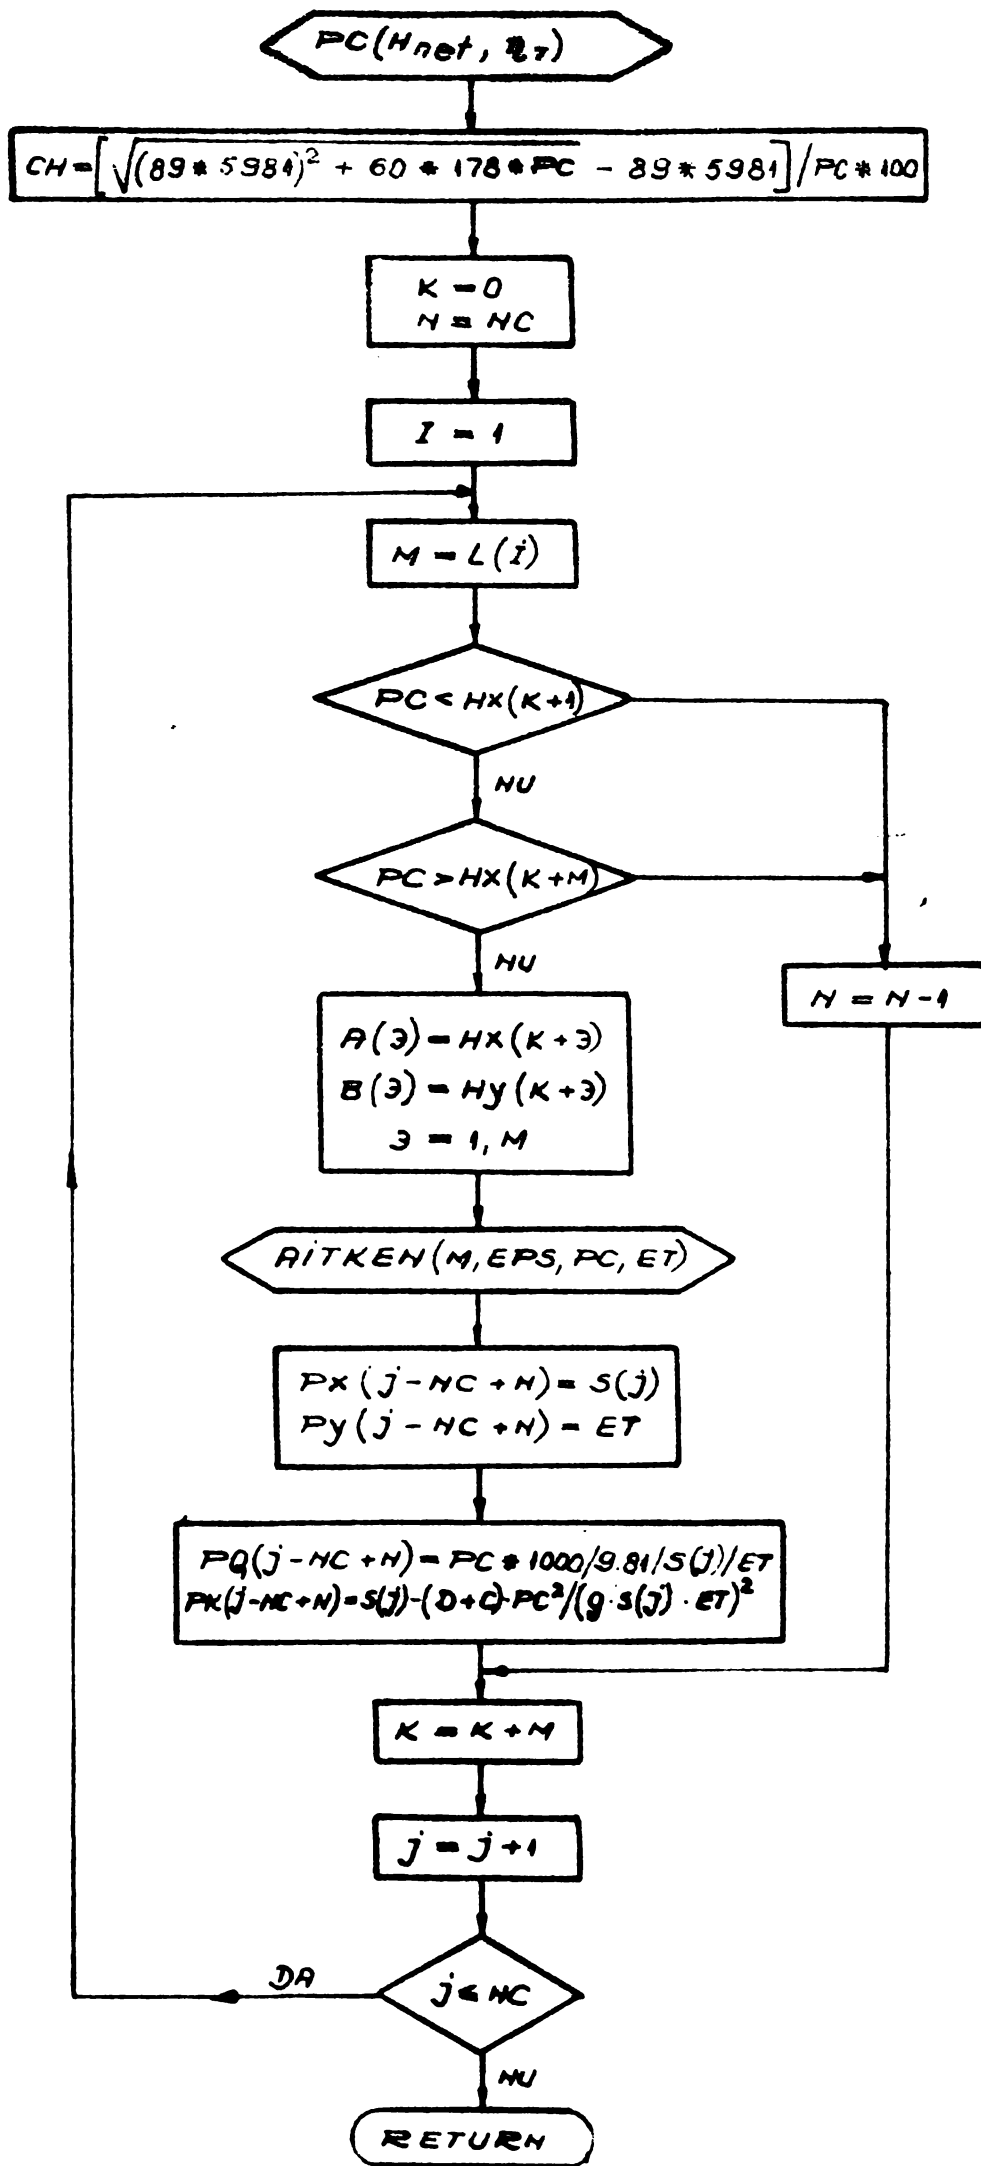 PC(Hnet, η_T)
CH=[√((89*5981)² + 60*178*PC) - 89*5981]/PC*100
K = 0
N = NC
I = 1
M = L(I)
PC < HX(K+1)
NU
PC > HX(K+M)
NU
N = N-1
A(Э) = HX(K+Э)
B(Э) = Hy(K+Э)
Э = 1, M
AiTKEN(M, EPS, PC, ET)
PX(j-NC+N) = S(j)
Py(j-NC+N) = ET
PQ(j-NC+N) = PC*1000/9.81/S(j)/ET
PK(j-NC+N)=S(j)-(D+C)·PC²/(g·S(j)·ET)²
K = K+M
j = j+1
DA
j ≤ NC
NU
RETURN